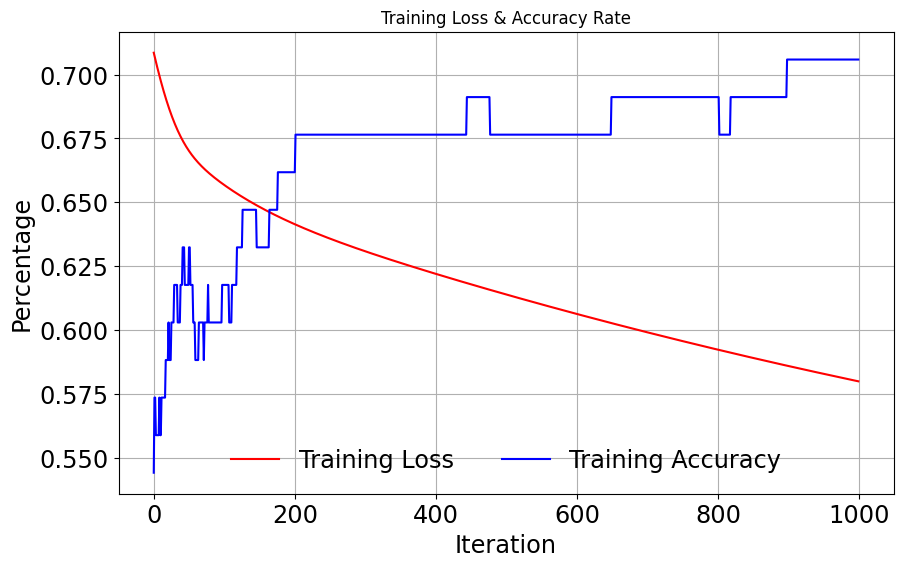 Training Loss & Accuracy Rate
0.700
0.675
0.650
0.625
0.600
0.575
0.550
Percentage
Training Loss
Training Accuracy
0
200
400
600
800
1000
Iteration